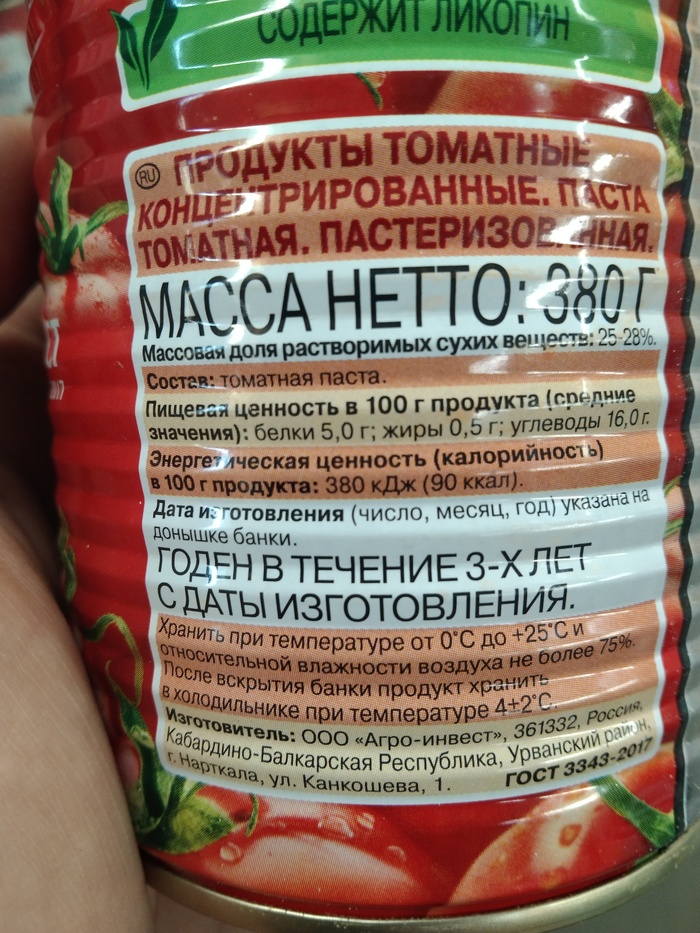 СОДЕРЖИТ ЛИКОПИН
RU ПРОДУКТЫ ТОМАТНЫЕ
КОНЦЕНТРИРОВАННЫЕ. ПАСТА
ТОМАТНАЯ. ПАСТЕРИЗОВАННАЯ.
МАССА НЕТТО: 380 Г
Массовая доля растворимых сухих веществ: 25-28%.
Состав: томатная паста.
Пищевая ценность в 100 г продукта (средние
значения): белки 5,0 г; жиры 0,5 г; углеводы 16,0 г.
Энергетическая ценность (калорийность)
в 100 г продукта: 380 кДж (90 ккал).
Дата изготовления (число, месяц, год) указана на
донышке банки.
ГОДЕН В ТЕЧЕНИЕ 3-Х ЛЕТ
С ДАТЫ ИЗГОТОВЛЕНИЯ.
Хранить при температуре от 0°С до +25°С и
относительной влажности воздуха не более 75%.
После вскрытия банки продукт хранить
в холодильнике при температуре 4±2°С.
Изготовитель: ООО «Агро-инвест», 361332, Россия,
Кабардино-Балкарская Республика, Урванский район,
г. Нарткала, ул. Канкошева, 1. ГОСТ 3343-2017